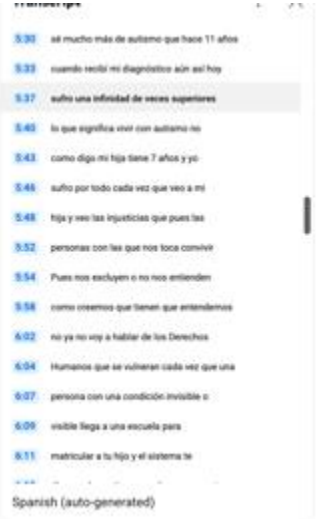 Transcript
5:30 sé mucho más de autismo que hace 11 años
5:33 cuando recibí mi diagnóstico aún así hoy
5:37 sufro una infinidad de veces superiores
5:40 lo que significa vivir con autismo no
5:43 como digo mi hija tiene 7 años y yo
5:46 sufro por todo cada vez que veo a mi
5:48 hija y veo las injusticias que pues las
5:52 personas con las que nos toca convivir
5:54 Pues nos excluyen o no nos entienden
5:58 como creemos que tienen que entendernos
6:02 no ya no voy a hablar de los Derechos
6:04 Humanos que se vulneran cada vez que una
6:07 persona con una condición invisible o
6:09 visible llega a una escuela para
6:11 matricular a tu hijo y el sistema te
Spanish (auto-generated)